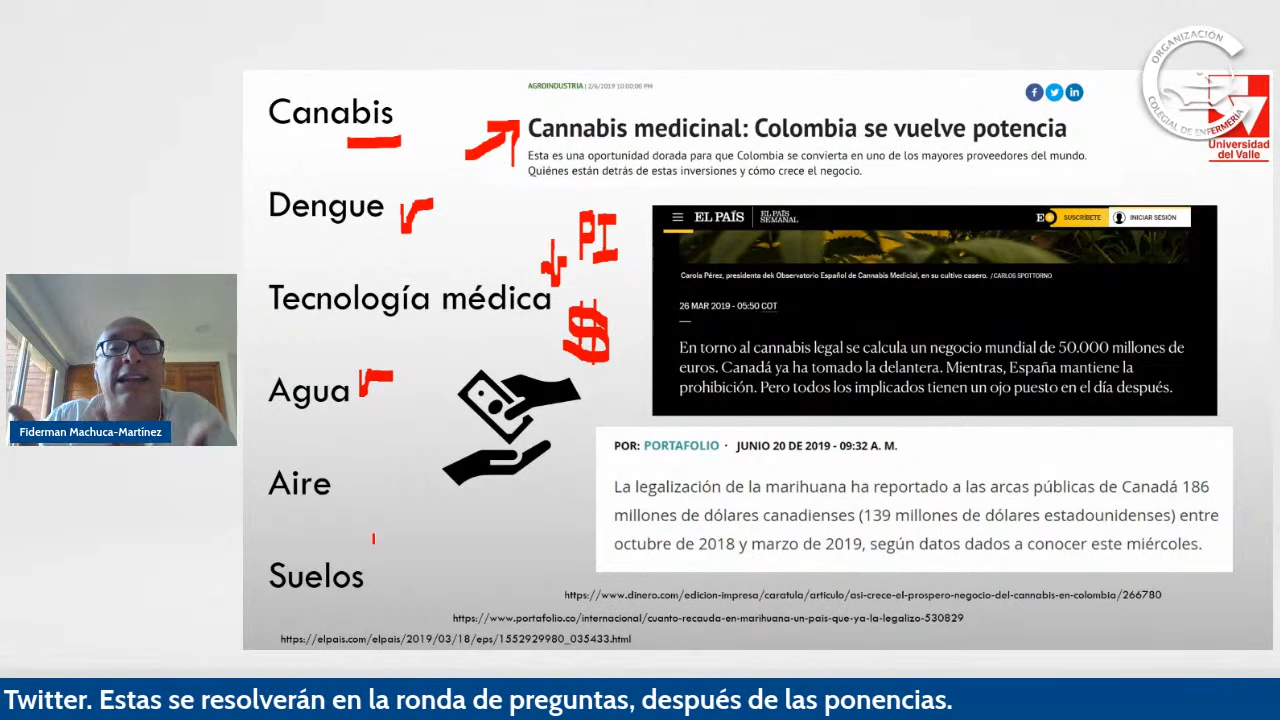 ORGANIZACIÓN
COLEGIAL DE ENFERMERÍA
Universidad
del Valle
Canabis
Dengue
Tecnología médica
Agua
Aire
Suelos
PI
$
AGROINDUSTRIA | 2/6/2019 10:00:00 PM
Cannabis medicinal: Colombia se vuelve potencia
Esta es una oportunidad dorada para que Colombia se convierta en uno de los mayores proveedores del mundo.
Quiénes están detrás de estas inversiones y cómo crece el negocio.
EL PAÍS
EL PAÍS
SEMANAL
SUSCRÍBETE
INICIAR SESIÓN
Carola Pérez, presidenta dek Observatorio Español de Cannabis Medicial, en su cultivo casero. / CARLOS SPOTTORNO
26 MAR 2019 - 05:50 COT
En torno al cannabis legal se calcula un negocio mundial de 50.000 millones de
euros. Canadá ya ha tomado la delantera. Mientras, España mantiene la
prohibición. Pero todos los implicados tienen un ojo puesto en el día después.
POR: PORTAFOLIO · JUNIO 20 DE 2019 - 09:32 A. M.
La legalización de la marihuana ha reportado a las arcas públicas de Canadá 186
millones de dólares canadienses (139 millones de dólares estadounidenses) entre
octubre de 2018 y marzo de 2019, según datos dados a conocer este miércoles.
https://www.dinero.com/edicion-impresa/caratula/articulo/asi-crece-el-prospero-negocio-del-cannabis-en-colombia/266780
https://www.portafolio.co/internacional/cuanto-recauda-en-marihuana-un-pais-que-ya-la-legalizo-530829
https://elpais.com/elpais/2019/03/18/eps/1552929980_035433.html
Fiderman Machuca-Martínez
Twitter. Estas se resolverán en la ronda de preguntas, después de las ponencias.